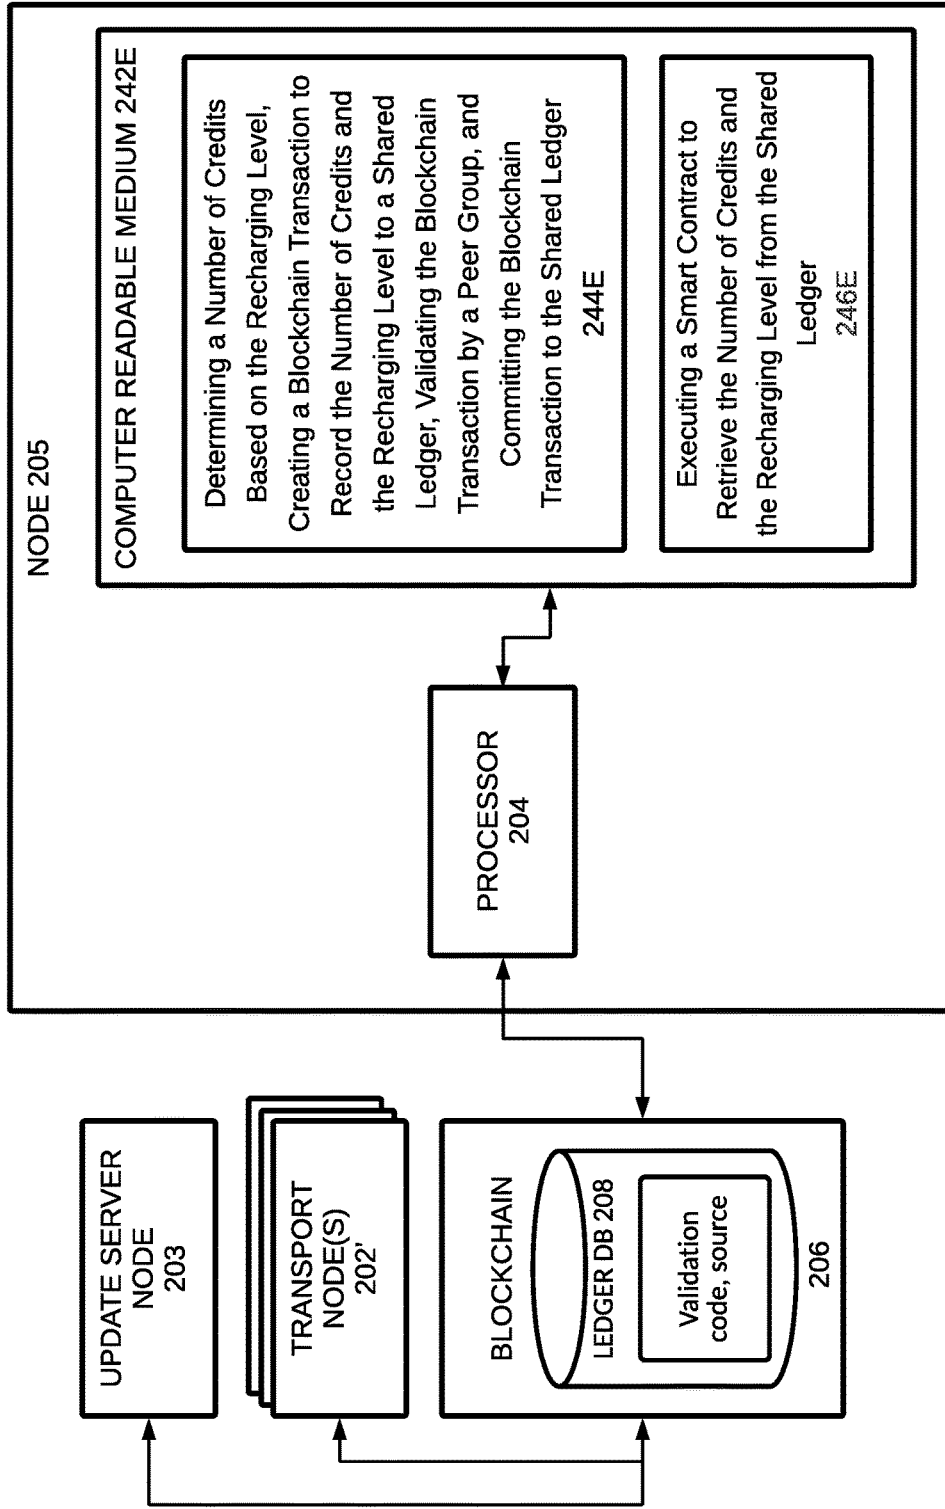 NODE 205
COMPUTER READABLE MEDIUM 242E
Determining a Number of Credits
Based on the Recharging Level,
Creating a Blockchain Transaction to
Record the Number of Credits and
the Recharging Level to a Shared
Ledger, Validating the Blockchain
Transaction by a Peer Group, and
Committing the Blockchain
Transaction to the Shared Ledger
244E
Executing a Smart Contract to
Retrieve the Number of Credits and
the Recharging Level from the Shared
Ledger
246E
PROCESSOR
204
UPDATE SERVER
NODE
203
TRANSPORT
NODE(S)
202'
BLOCKCHAIN
LEDGER DB 208
Validation
code, source
206